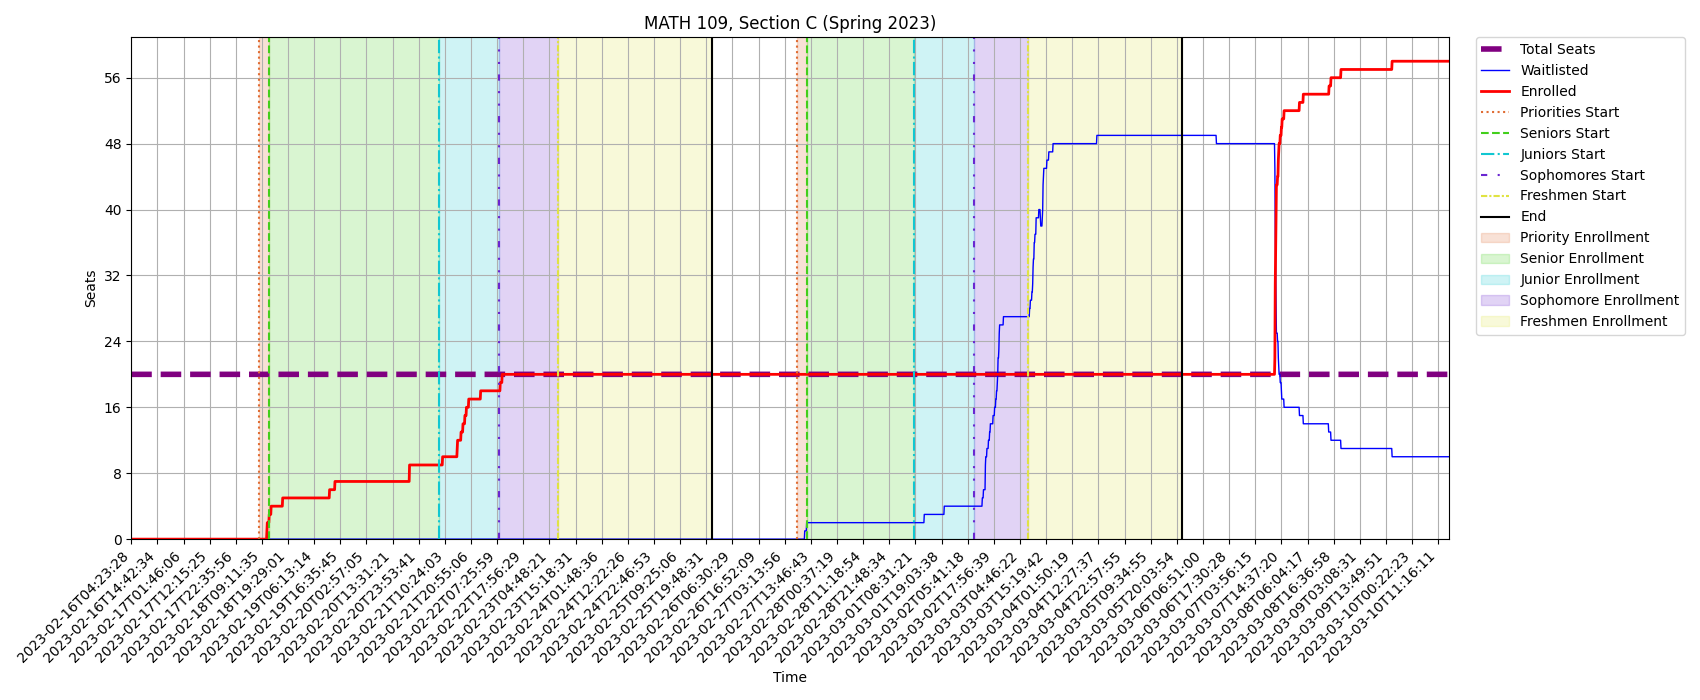 MATH 109, Section C (Spring 2023)
Seats
56
48
40
32
24
16
8
0
2023-02-16T04:23:28
2023-02-16T14:42:34
2023-02-17T01:46:06
2023-02-17T12:15:25
2023-02-17T22:35:56
2023-02-18T09:11:35
2023-02-18T19:29:01
2023-02-19T06:13:14
2023-02-19T16:35:45
2023-02-20T02:57:05
2023-02-20T13:31:21
2023-02-20T23:53:41
2023-02-21T10:24:03
2023-02-21T20:55:06
2023-02-22T07:25:59
2023-02-22T17:56:29
2023-02-23T04:48:21
2023-02-23T15:18:31
2023-02-24T01:48:36
2023-02-24T12:22:26
2023-02-24T22:46:53
2023-02-25T09:25:06
2023-02-25T19:48:31
2023-02-26T06:30:29
2023-02-26T16:52:09
2023-02-27T03:13:56
2023-02-27T13:46:43
2023-02-28T00:37:19
2023-02-28T11:18:54
2023-02-28T21:48:34
2023-03-01T08:31:21
2023-03-01T19:03:38
2023-03-02T05:41:18
2023-03-02T17:56:39
2023-03-03T04:46:22
2023-03-03T15:19:42
2023-03-04T01:50:19
2023-03-04T12:27:37
2023-03-04T22:57:55
2023-03-05T09:34:55
2023-03-05T20:03:54
2023-03-06T06:51:00
2023-03-06T17:30:28
2023-03-07T03:56:15
2023-03-07T14:37:20
2023-03-08T06:04:17
2023-03-08T16:36:58
2023-03-09T03:08:31
2023-03-09T13:49:51
2023-03-10T00:22:23
2023-03-10T11:16:11
Time
Total Seats
Waitlisted
Enrolled
Priorities Start
Seniors Start
Juniors Start
Sophomores Start
Freshmen Start
End
Priority Enrollment
Senior Enrollment
Junior Enrollment
Sophomore Enrollment
Freshmen Enrollment